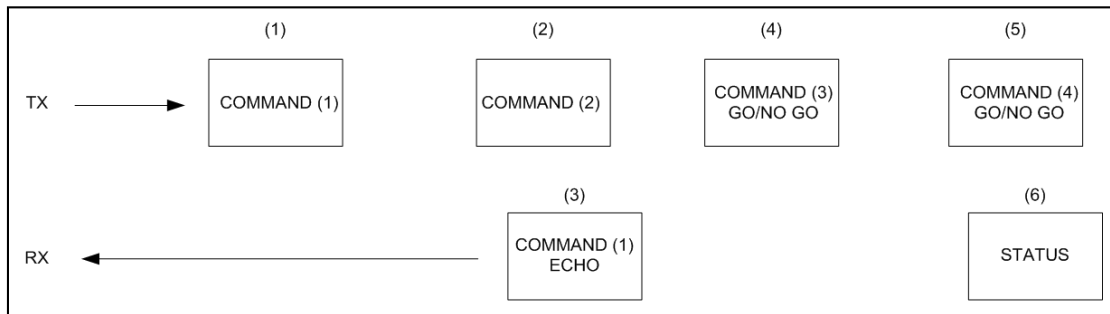 (1) (2) (4) (5)
TX
COMMAND (1)
COMMAND (2)
COMMAND (3)
GO/NO GO
COMMAND (4)
GO/NO GO
(3) (6)
RX
COMMAND (1)
ECHO
STATUS